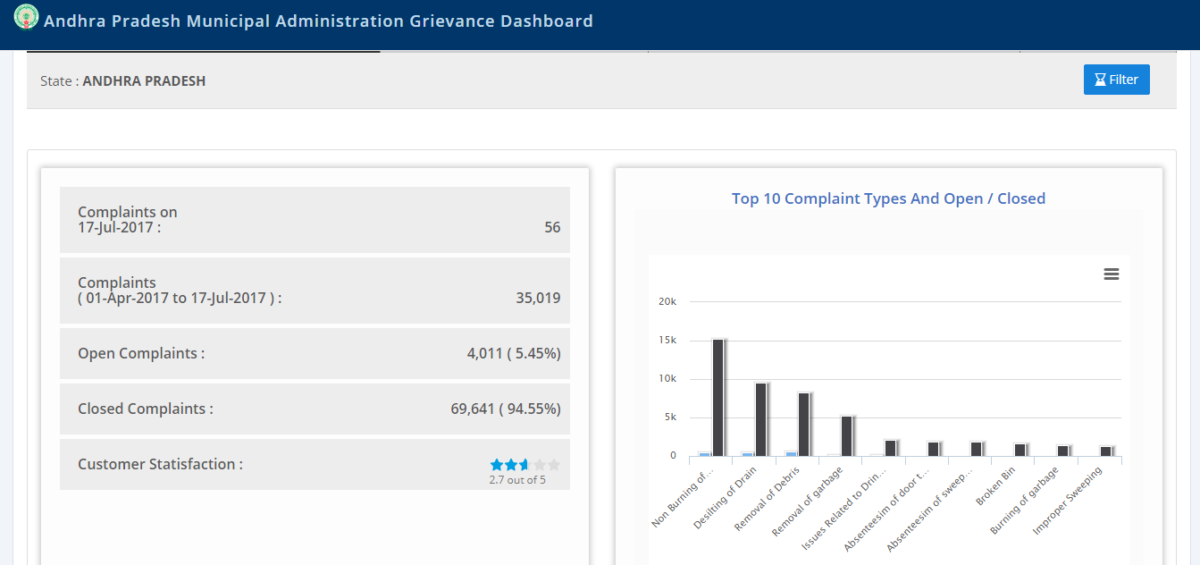 Andhra Pradesh Municipal Administration Grievance Dashboard
State : ANDHRA PRADESH
Filter
Complaints on
17-Jul-2017 :
56
Complaints
( 01-Apr-2017 to 17-Jul-2017 ) :
35,019
Open Complaints :
4,011 ( 5.45%)
Closed Complaints :
69,641 ( 94.55%)
Customer Statisfaction :
2.7 out of 5
Top 10 Complaint Types And Open / Closed
20k
15k
10k
5k
0
Non Burning of...
Desilting of Drain
Removal of Debris
Removal of garbage
Issues Related to Drin...
Absenteesim of door t...
Absenteesim of sweep...
Broken Bin
Burning of garbage
Improper Sweeping